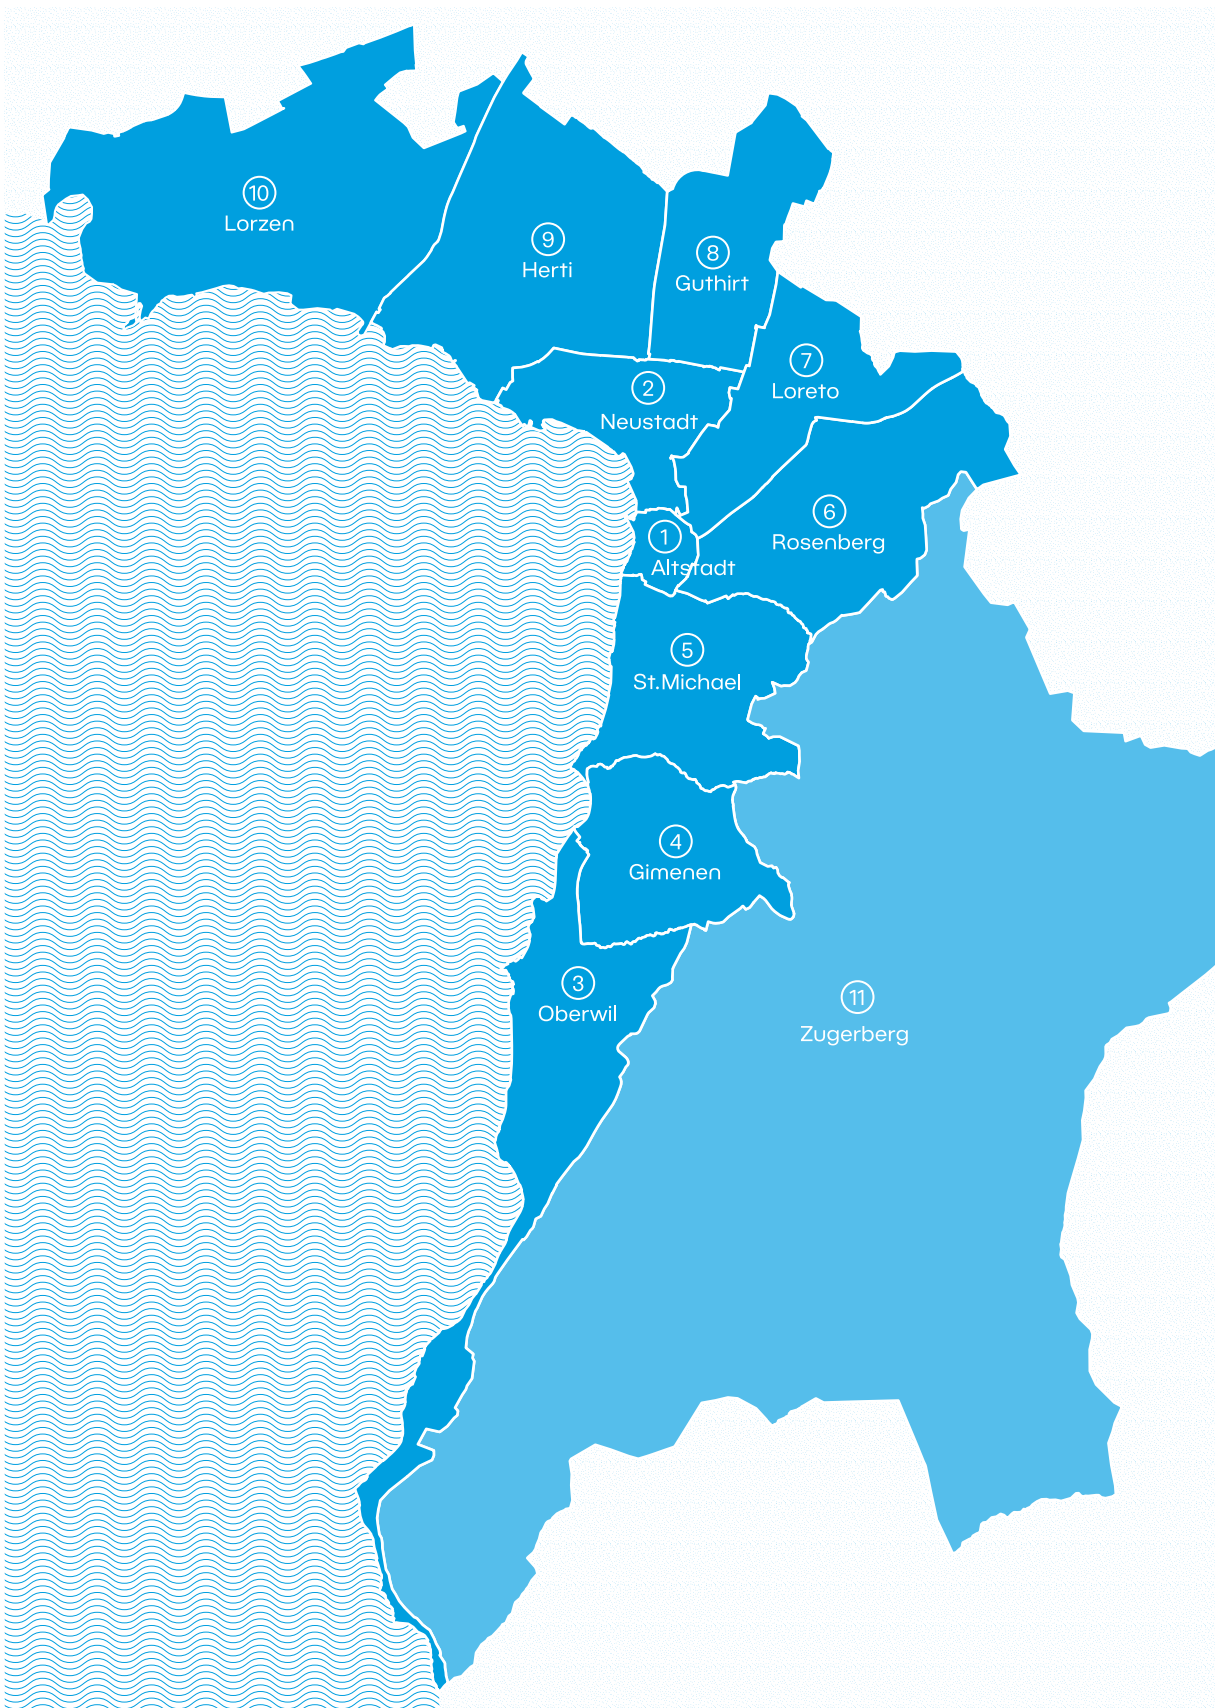 10
Lorzen
9
Herti
8
Guthirt
7
Loreto
2
Neustadt
6
Rosenberg
1
Altstadt
5
St.Michael
4
Gimenen
3
Oberwil
11
Zugerberg